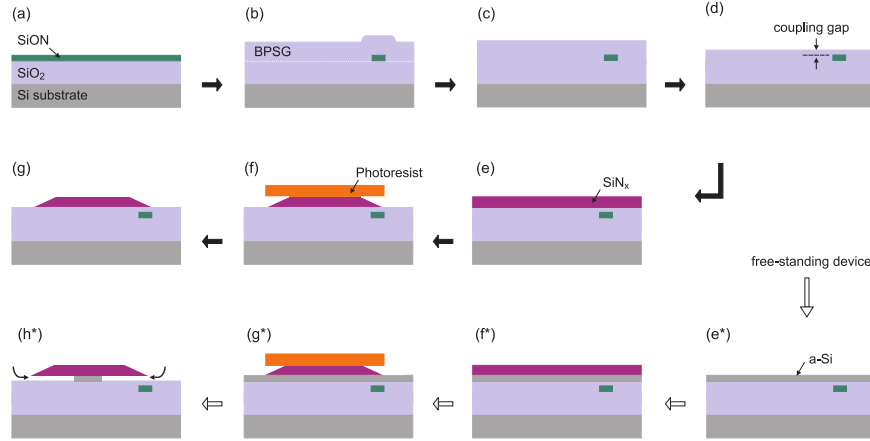 (a)
SiON
SiO2
Si substrate
(b)
BPSG
(c)
(d)
coupling gap
(g)
(f)
Photoresist
(e)
SiNx
free-standing device
(h*)
(g*)
(f*)
(e*)
a-Si